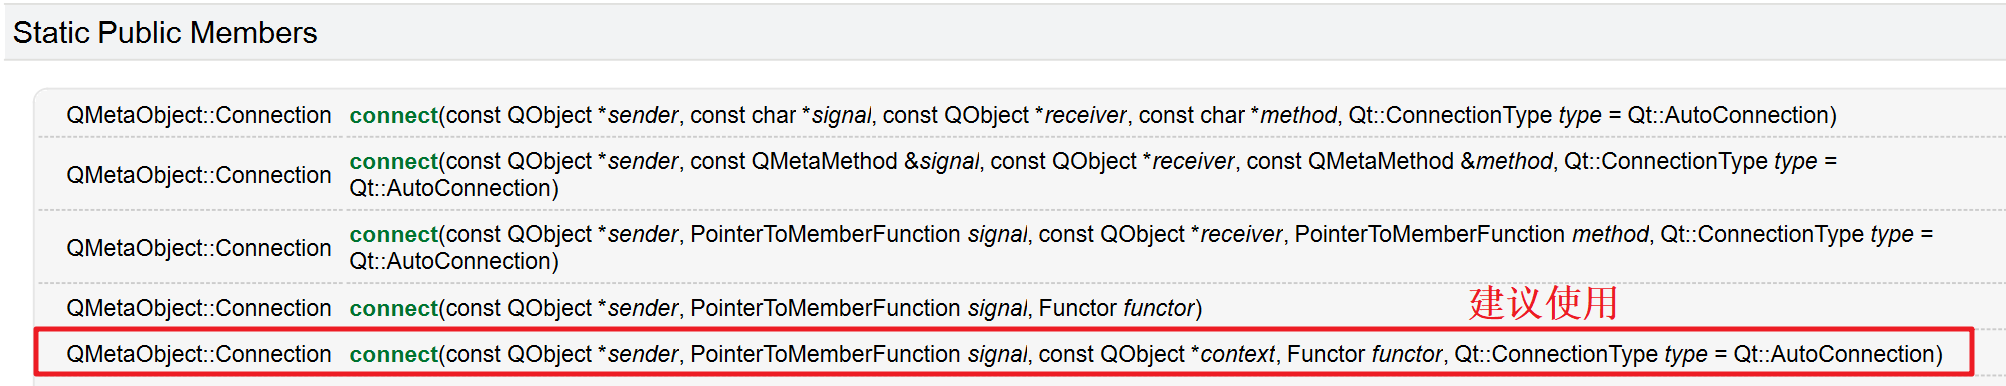 Static Public Members
QMetaObject::Connection connect(const QObject *sender, const char *signal, const QObject *receiver, const char *method, Qt::ConnectionType type = Qt::AutoConnection)
QMetaObject::Connection connect(const QObject *sender, const QMetaMethod &signal, const QObject *receiver, const QMetaMethod &method, Qt::ConnectionType type =
Qt::AutoConnection)
QMetaObject::Connection connect(const QObject *sender, PointerToMemberFunction signal, const QObject *receiver, PointerToMemberFunction method, Qt::ConnectionType type =
Qt::AutoConnection)
QMetaObject::Connection connect(const QObject *sender, PointerToMemberFunction signal, Functor functor)
建议使用
QMetaObject::Connection connect(const QObject *sender, PointerToMemberFunction signal, const QObject *context, Functor functor, Qt::ConnectionType type = Qt::AutoConnection)